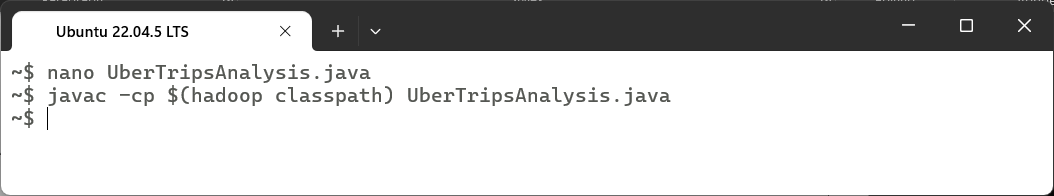 Ubuntu 22.04.5 LTS
~$ nano UberTripsAnalysis.java
~$ javac -cp $(hadoop classpath) UberTripsAnalysis.java
~$